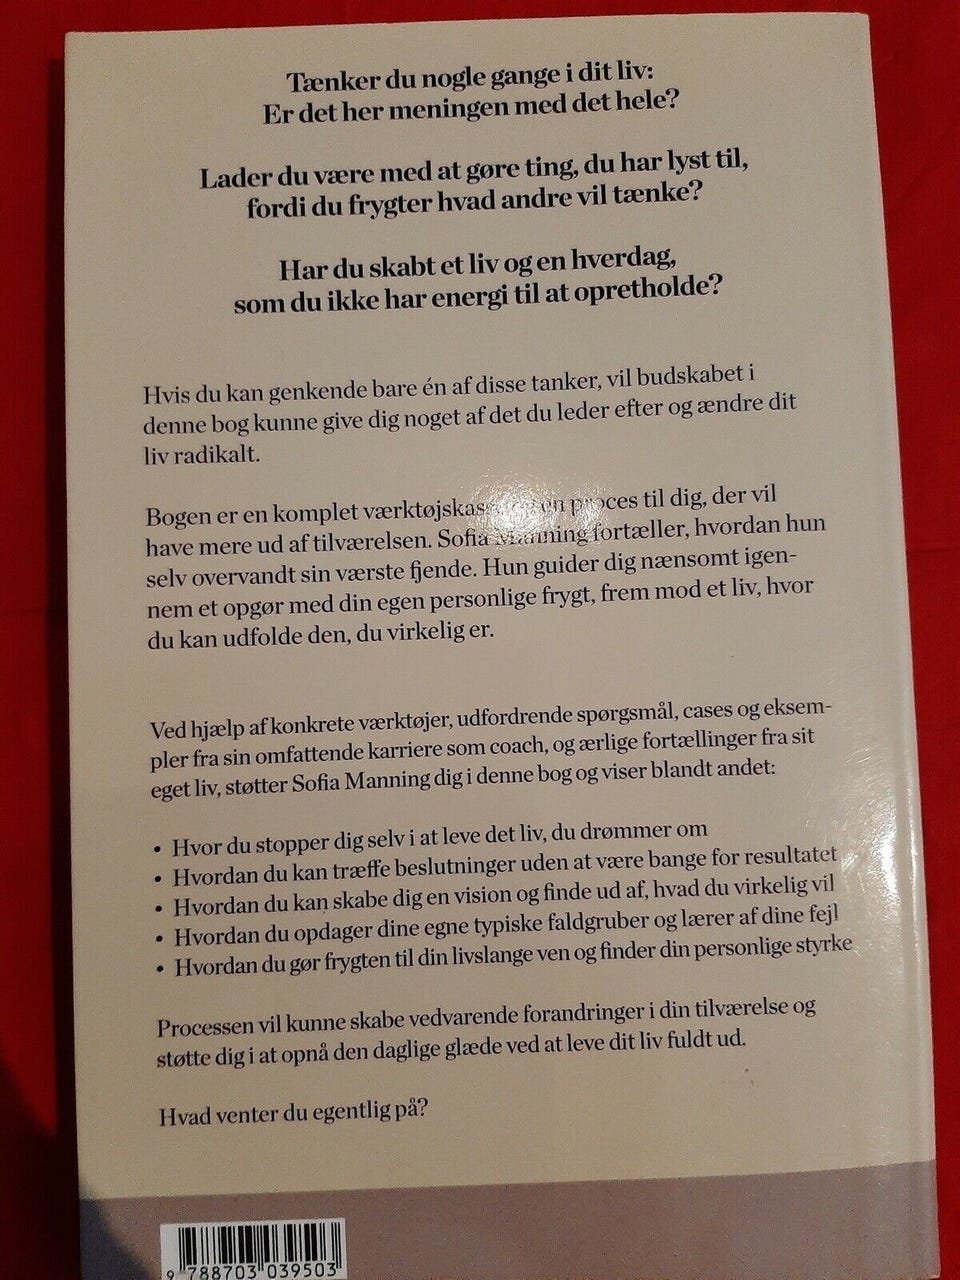 Tænker du nogle gange i dit liv:
Er det her meningen med det hele?
Lader du være med at gøre ting, du har lyst til,
fordi du frygter hvad andre vil tænke?
Har du skabt et liv og en hverdag,
som du ikke har energi til at opretholde?
Hvis du kan genkende bare én af disse tanker, vil budskabet i
denne bog kunne give dig noget af det du leder efter og ændre dit
liv radikalt.
Bogen er en komplet værktøjskasse og en proces til dig, der vil
have mere ud af tilværelsen. Sofia Manning fortæller, hvordan hun
selv overvandt sin værste fjende. Hun guider dig nænsomt igen-
nem et opgør med din egen personlige frygt, frem mod et liv, hvor
du kan udfolde den, du virkelig er.
Ved hjælp af konkrete værktøjer, udfordrende spørgsmål, cases og eksem-
pler fra sin omfattende karriere som coach, og ærlige fortællinger fra sit
eget liv, støtter Sofia Manning dig i denne bog og viser blandt andet:
• Hvor du stopper dig selv i at leve det liv, du drømmer om
• Hvordan du kan træffe beslutninger uden at være bange for resultatet
• Hvordan du kan skabe dig en vision og finde ud af, hvad du virkelig vil
• Hvordan du opdager dine egne typiske faldgruber og lærer af dine fejl
• Hvordan du gør frygten til din livslange ven og finder din personlige styrke
Processen vil kunne skabe vedvarende forandringer i din tilværelse og
støtte dig i at opnå den daglige glæde ved at leve dit liv fuldt ud.
Hvad venter du egentlig på?
9 788703 039503